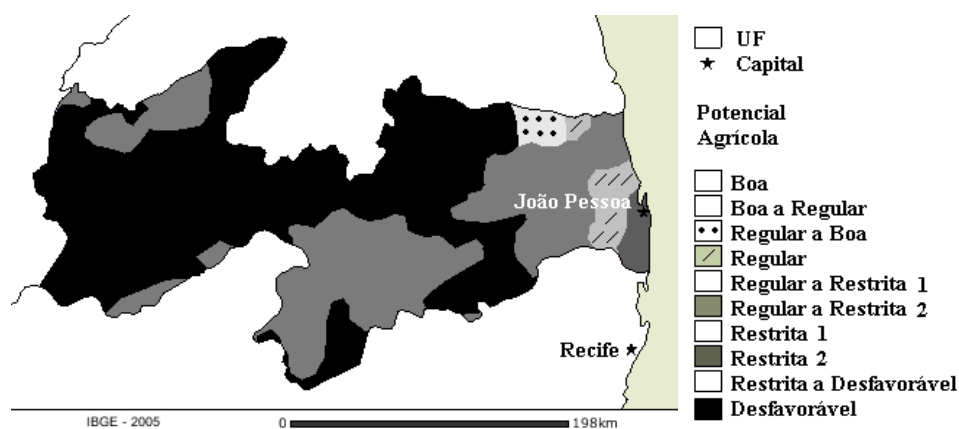 UF
Capital
Potencial
Agrícola
Boa
Boa a Regular
Regular a Boa
Regular
Regular a Restrita 1
Regular a Restrita 2
Restrita 1
Restrita 2
Restrita a Desfavorável
Desfavorável
João Pessoa
Recife
IBGE - 2005
0
198km